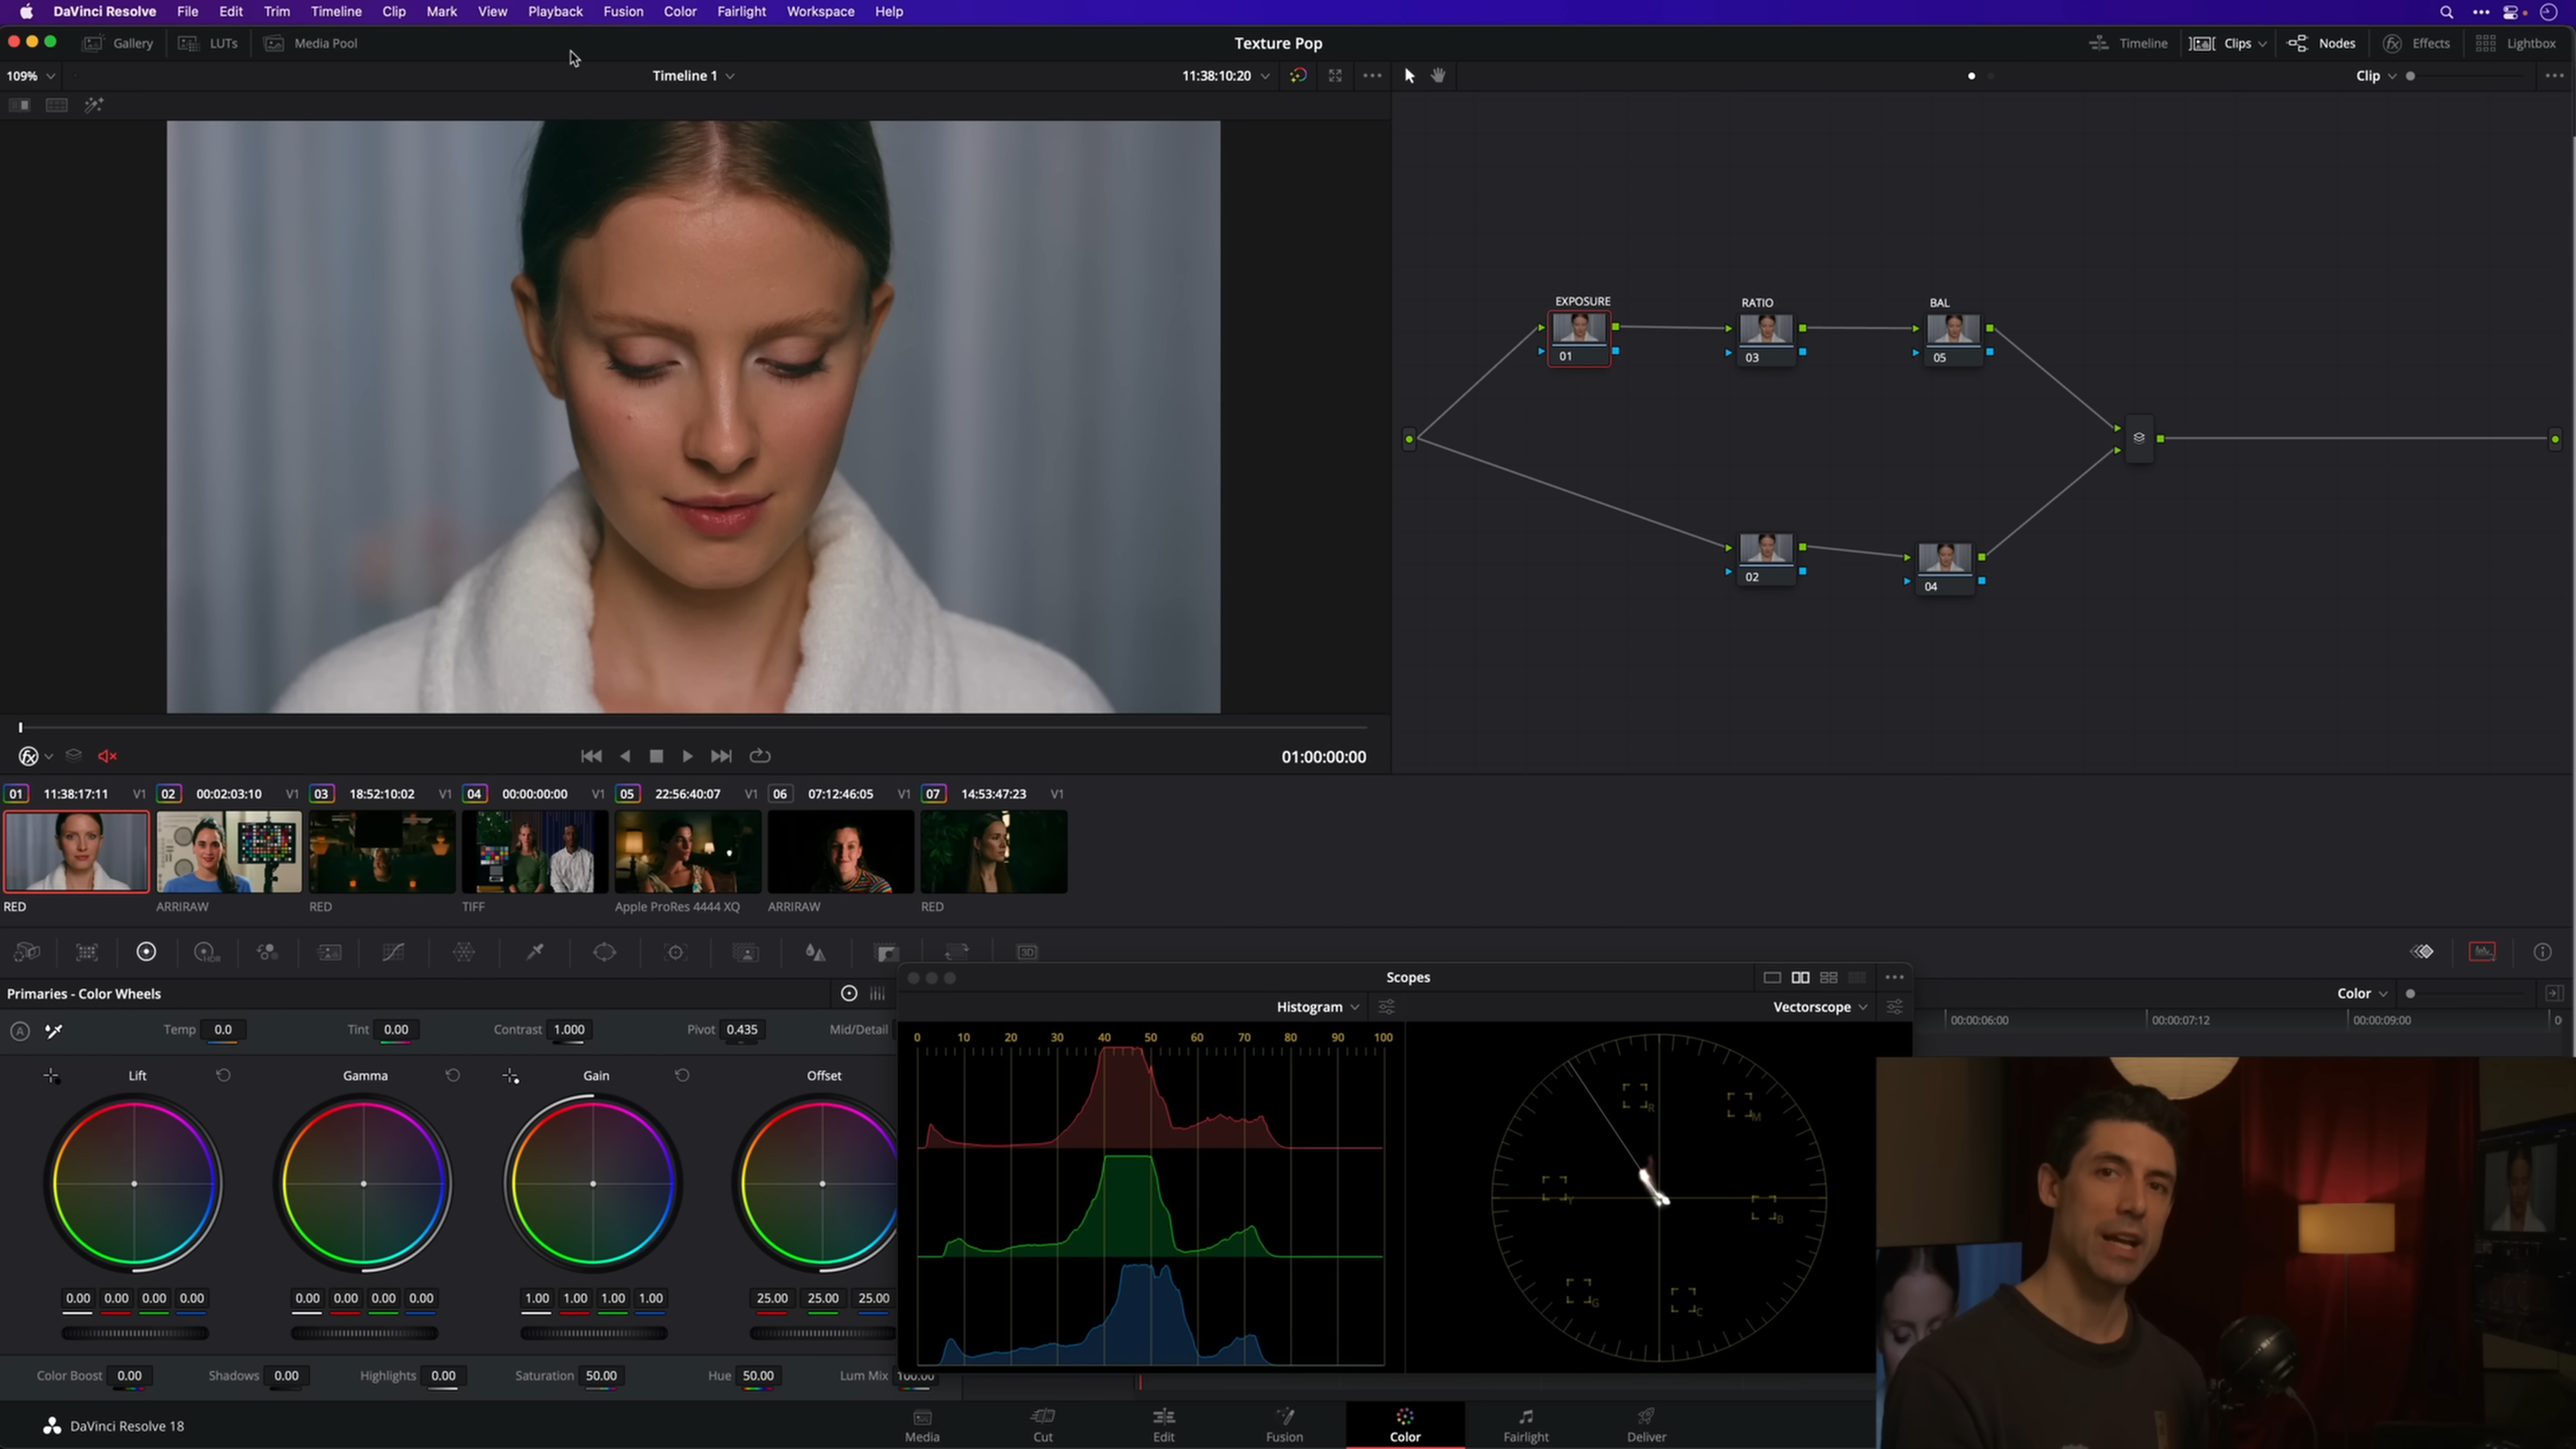 DaVinci Resolve File Edit Trim Timeline Clip Mark View Playback Fusion Color Fairlight Workspace Help
Gallery LUTs Media Pool Texture Pop Timeline Clips Nodes Effects Lightbox
109% Timeline 1 11:38:10:20 Clip
EXPOSURE RATIO BAL
01 03 05
02 04
01:00:00:00
01 11:38:17:11 V1 02 00:02:03:10 V1 03 18:52:10:02 V1 04 00:00:00:00 V1 05 22:56:40:07 V1 06 07:12:46:05 V1 07 14:53:47:23 V1
RED ARRIRAW RED TIFF Apple ProRes 4444 XQ ARRIRAW RED
HDR 3D
Scopes
Primaries - Color Wheels Color
Histogram Vectorscope
00:00:06:00 00:00:07:12 00:00:09:00
A Temp 0.0 Tint 0.00 Contrast 1.000 Pivot 0.435 Mid/Detail
0 10 20 30 40 50 60 70 80 90 100
Lift Gamma Gain Offset
R M
Y B
G C
0.00 0.00 0.00 0.00 0.00 0.00 0.00 0.00 1.00 1.00 1.00 1.00 25.00 25.00 25.00
Color Boost 0.00 Shadows 0.00 Highlights 0.00 Saturation 50.00 Hue 50.00 Lum Mix 100.00
DaVinci Resolve 18
Media Cut Edit Fusion Color Fairlight Deliver